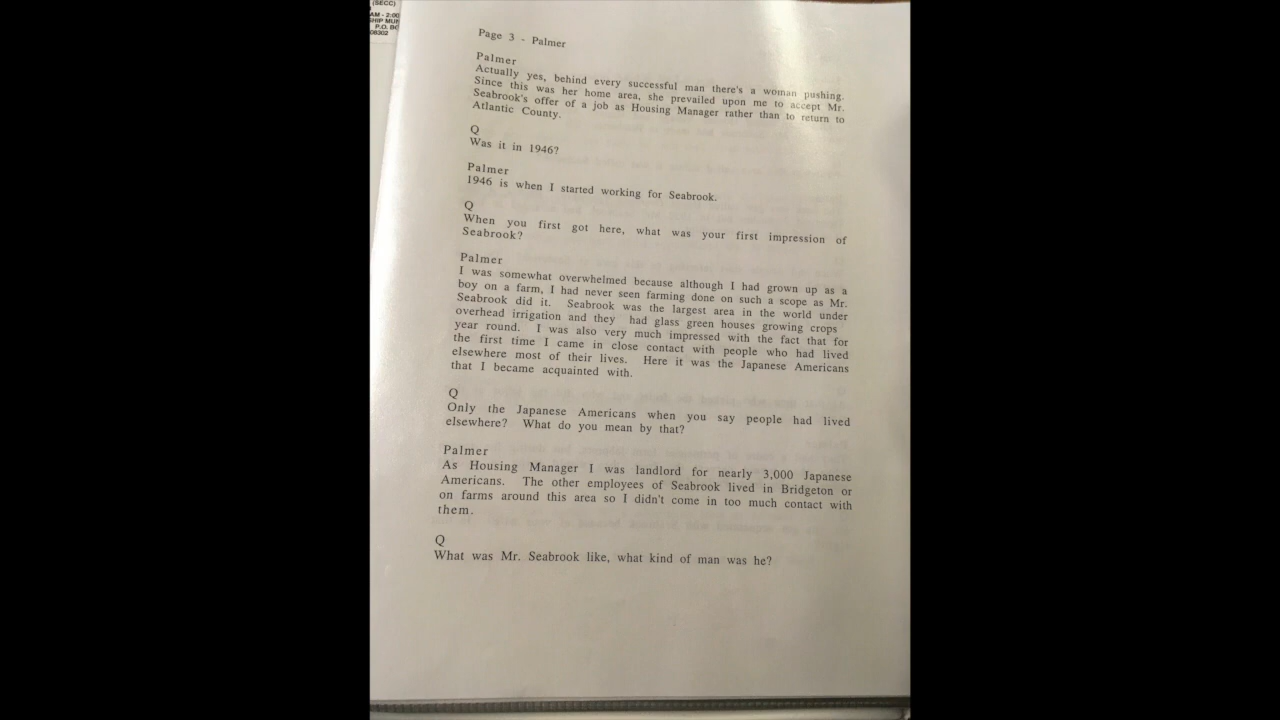 (SECC)
AM - 2:00
SHIP MUN
P.O. BO
08302
Page 3 - Palmer
Palmer
Actually yes, behind every successful man there's a woman pushing.
Since this was her home area, she prevailed upon me to accept Mr.
Seabrook's offer of a job as Housing Manager rather than to return to
Atlantic County.
Q
Was it in 1946?
Palmer
1946 is when I started working for Seabrook.
Q
When you first got here, what was your first impression of
Seabrook?
Palmer
I was somewhat overwhelmed because although I had grown up as a
boy on a farm, I had never seen farming done on such a scope as Mr.
Seabrook did it. Seabrook was the largest area in the world under
overhead irrigation and they had glass green houses growing crops
year round. I was also very much impressed with the fact that for
the first time I came in close contact with people who had lived
elsewhere most of their lives. Here it was the Japanese Americans
that I became acquainted with.
Q
Only the Japanese Americans when you say people had lived
elsewhere? What do you mean by that?
Palmer
As Housing Manager I was landlord for nearly 3,000 Japanese
Americans. The other employees of Seabrook lived in Bridgeton or
on farms around this area so I didn't come in too much contact with
them.
Q
What was Mr. Seabrook like, what kind of man was he?